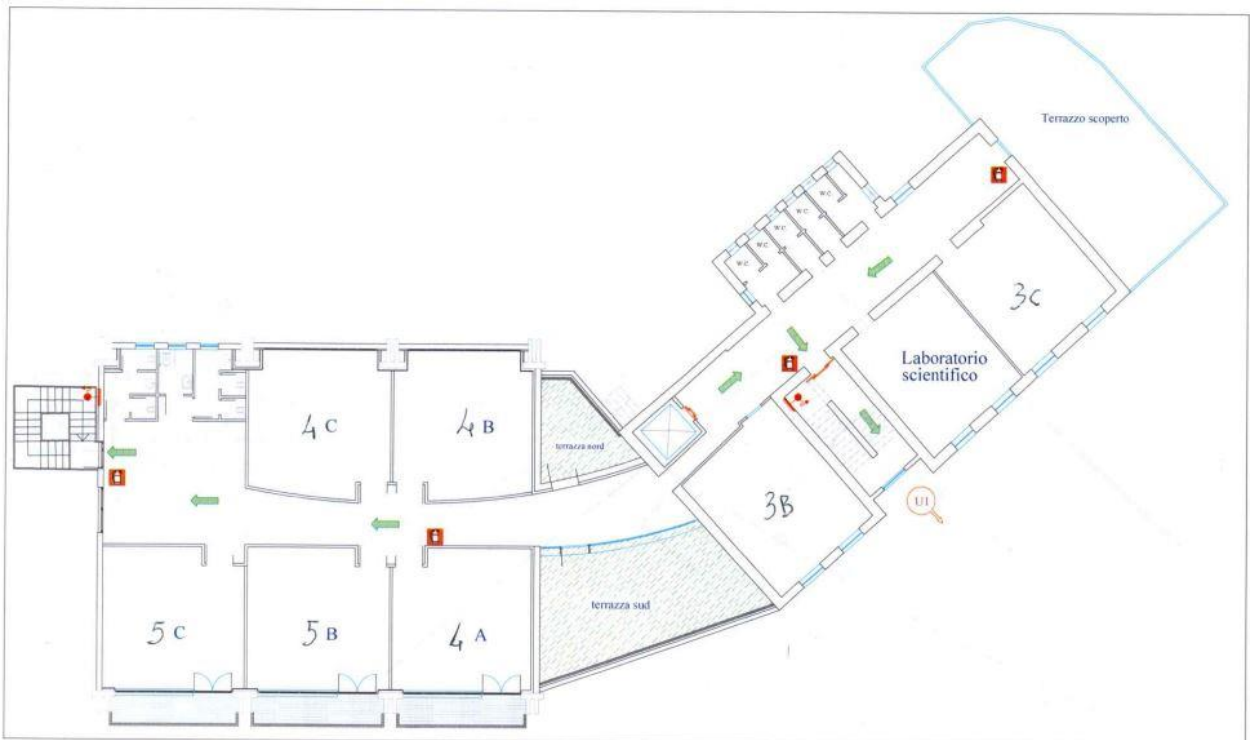 Terrazzo scoperto
W.C.
W.C.
W.C.
W.C.
W.C.
3C
Laboratorio
scientifico
4 C
4 B
terrazza nord
3B
U1
5 C
5 B
4 A
terrazza sud